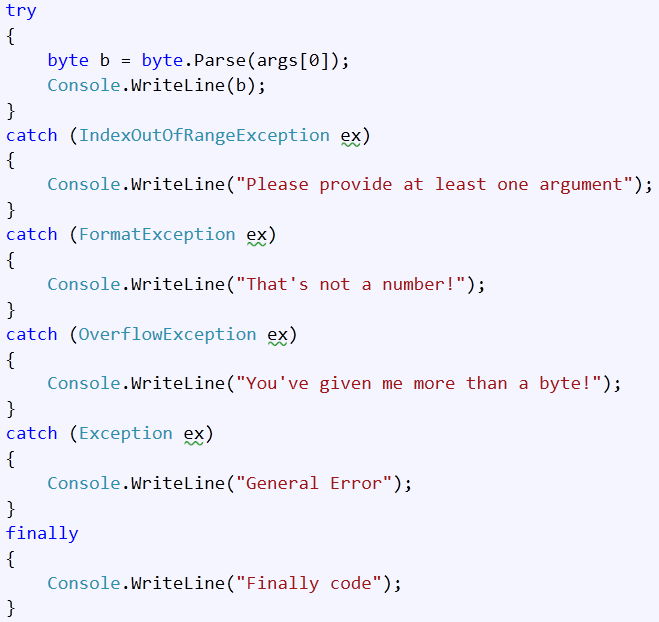 try
{
    byte b = byte.Parse(args[0]);
    Console.WriteLine(b);
}
catch (IndexOutOfRangeException ex)
{
    Console.WriteLine("Please provide at least one argument");
}
catch (FormatException ex)
{
    Console.WriteLine("That's not a number!");
}
catch (OverflowException ex)
{
    Console.WriteLine("You've given me more than a byte!");
}
catch (Exception ex)
{
    Console.WriteLine("General Error");
}
finally
{
    Console.WriteLine("Finally code");
}